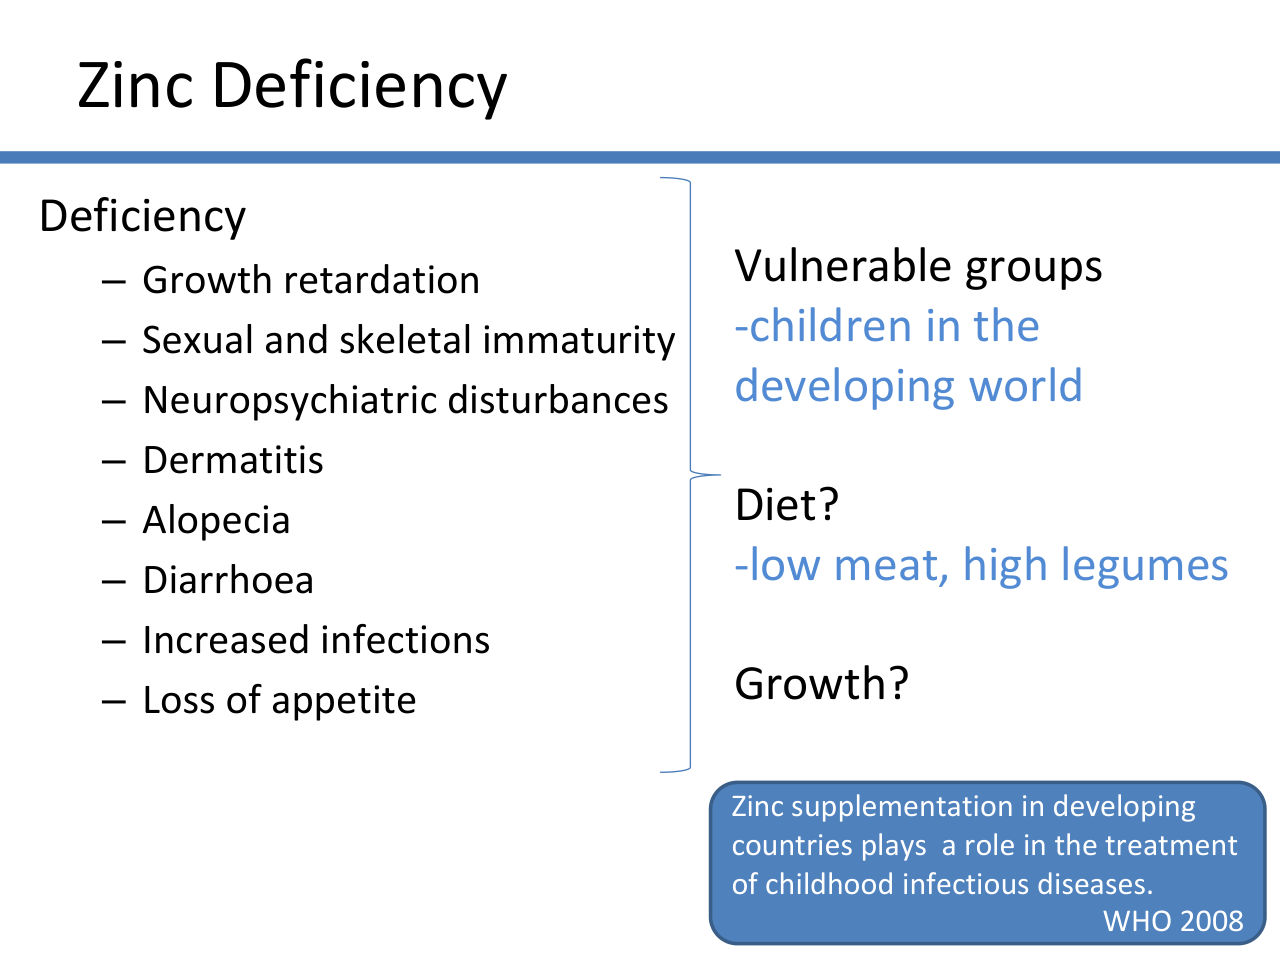 Zinc Deficiency
Deficiency
– Growth retardation
– Sexual and skeletal immaturity
– Neuropsychiatric disturbances
– Dermatitis
– Alopecia
– Diarrhoea
– Increased infections
– Loss of appetite
Vulnerable groups
-children in the
developing world
Diet?
-low meat, high legumes
Growth?
Zinc supplementation in developing
countries plays  a role in the treatment
of childhood infectious diseases.
WHO 2008